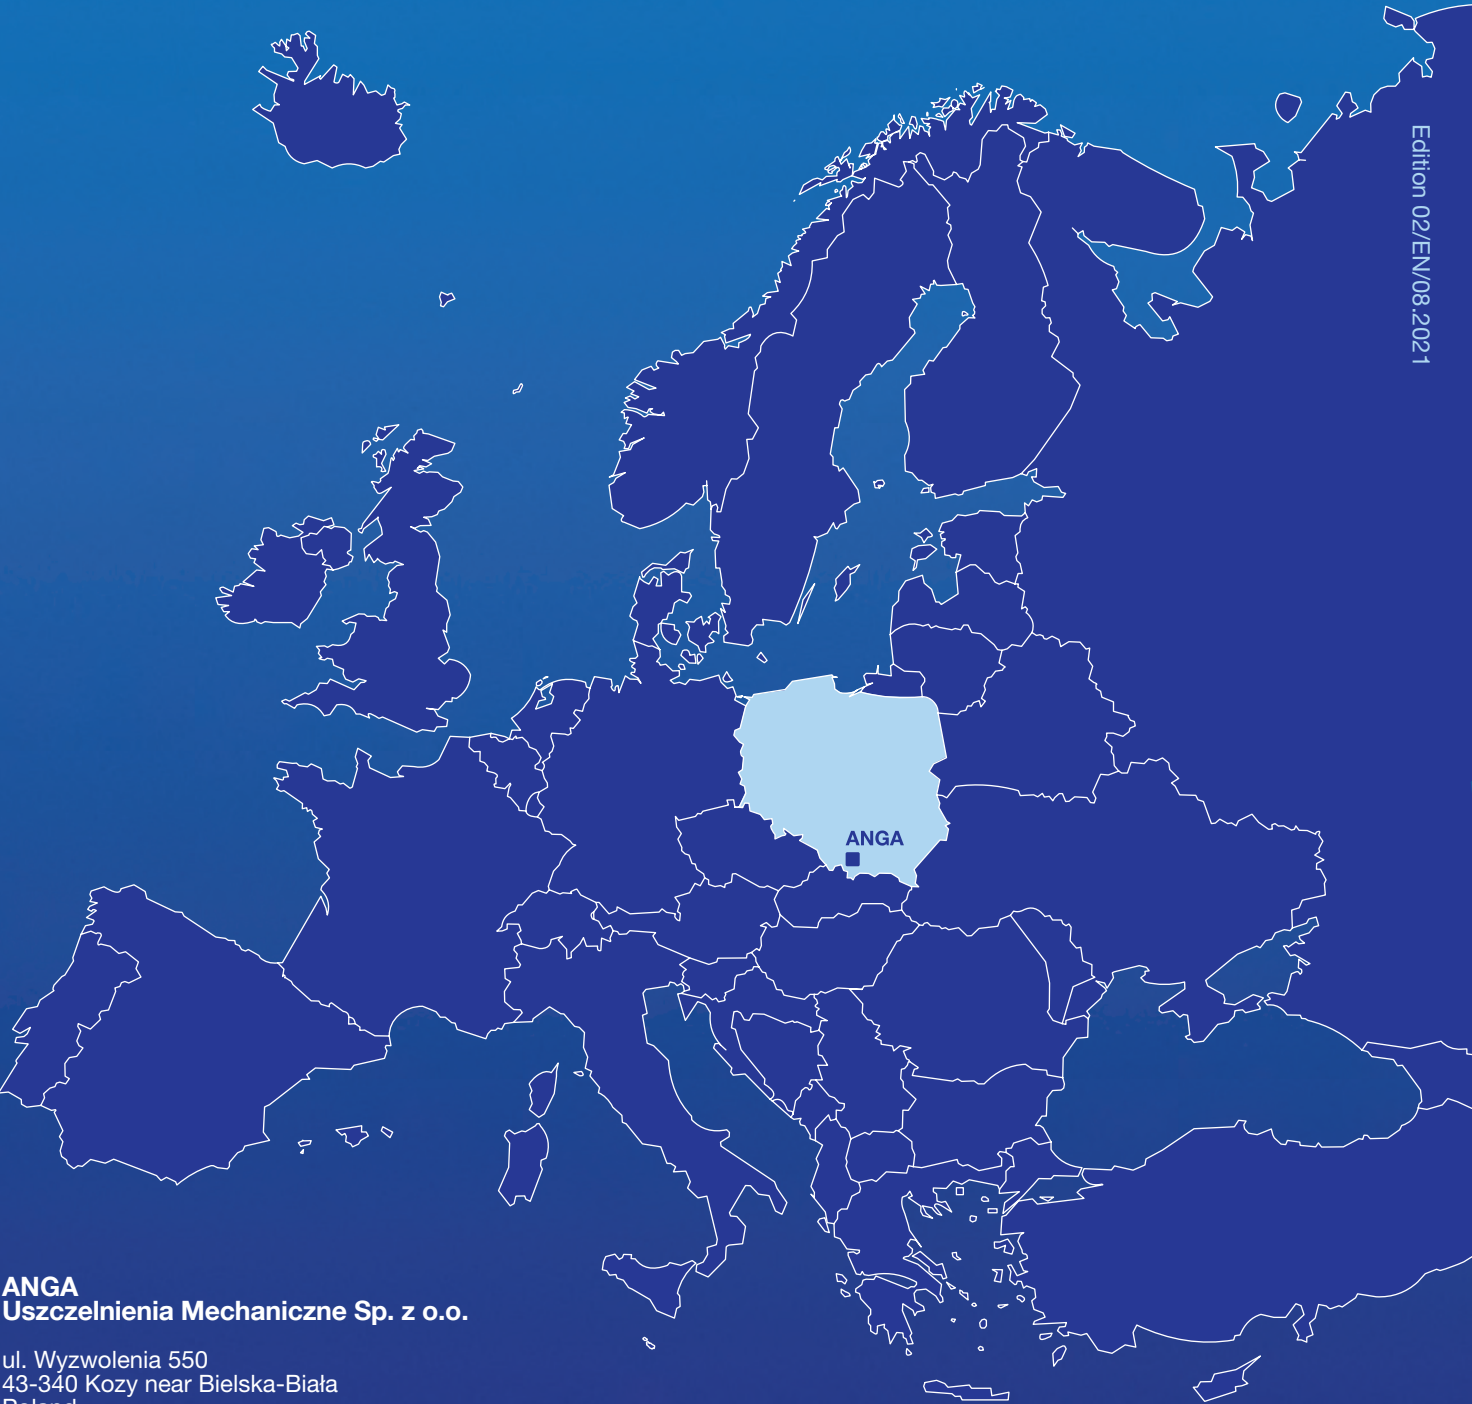 Edition 02/EN/08.2021
ANGA
ANGA
Uszczelnienia Mechaniczne Sp. z o.o.
ul. Wyzwolenia 550
43-340 Kozy near Bielska-Biała
Poland